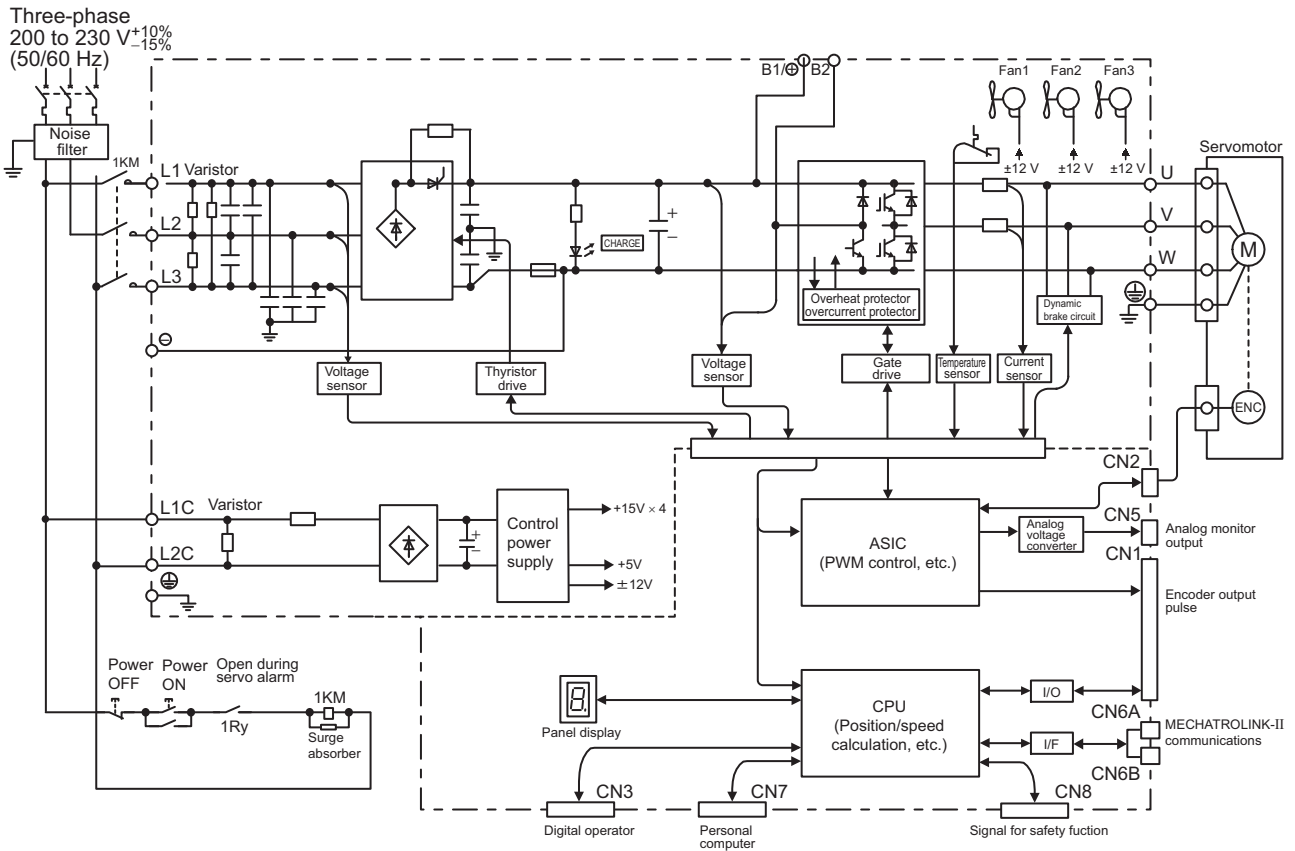 Three-phase
200 to 230 V +10% −15%
(50/60 Hz)
Noise
filter
1KM
L1 Varistor
L2
L3
⊖
B1/⊕ B2
CHARGE
+
−
Fan1 Fan2 Fan3
±12 V ±12 V ±12 V
Servomotor
U
V
W
M
ENC
Overheat protector
overcurrent protector
Dynamic
brake circuit
Voltage
sensor
Thyristor
drive
Voltage
sensor
Gate
drive
Temperature
sensor
Current
sensor
L1C Varistor
L2C
+
−
Control
power
supply
+15V × 4
+5V
±12V
ASIC
(PWM control, etc.)
Analog
voltage
converter
CN2
CN5
Analog monitor
output
CN1
Encoder output
pulse
Power
OFF
Power
ON
Open during
servo alarm
1Ry
1KM
Surge
absorber
8.
Panel display
CPU
(Position/speed
calculation, etc.)
I/O
I/F
CN6A
MECHATROLINK-II
communications
CN6B
CN3
Digital operator
CN7
Personal
computer
CN8
Signal for safety fuction